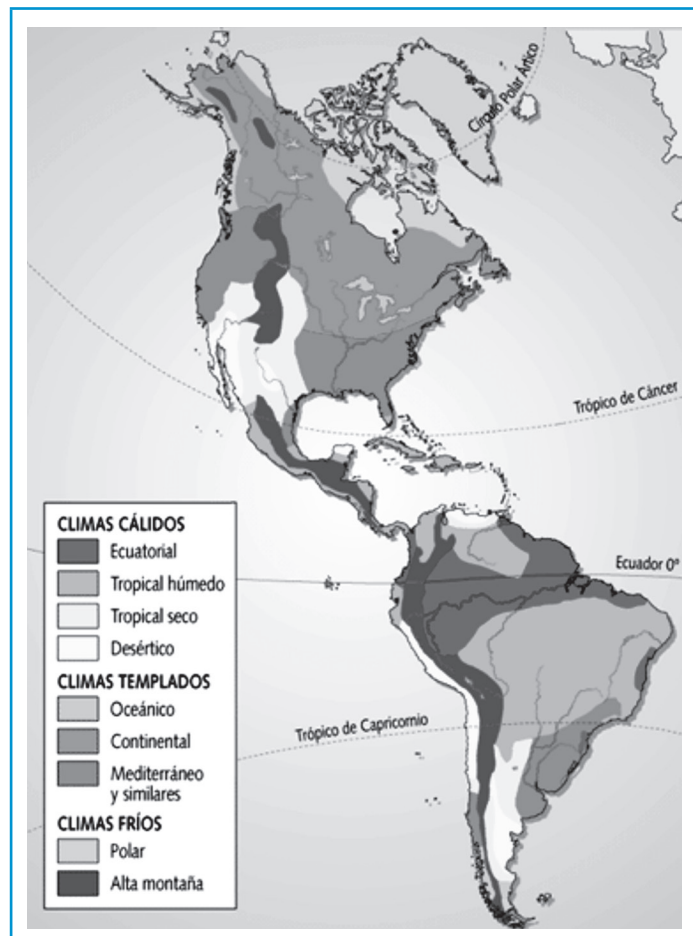 Círculo Polar Ártico
Trópico de Cáncer
Ecuador 0°
Trópico de Capricornio
CLIMAS CÁLIDOS
Ecuatorial
Tropical húmedo
Tropical seco
Desértico
CLIMAS TEMPLADOS
Oceánico
Continental
Mediterráneo
y similares
CLIMAS FRÍOS
Polar
Alta montaña